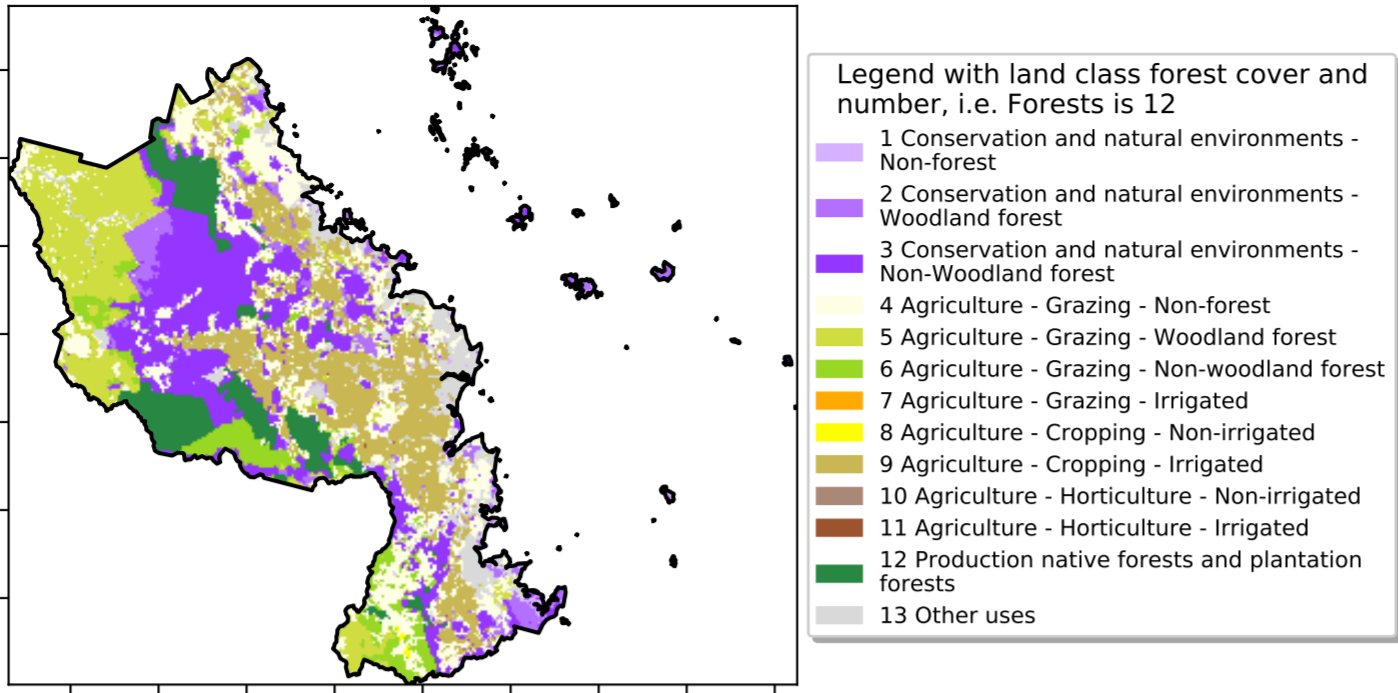 Legend with land class forest cover and
number, i.e. Forests is 12
1 Conservation and natural environments -
Non-forest
2 Conservation and natural environments -
Woodland forest
3 Conservation and natural environments -
Non-Woodland forest
4 Agriculture - Grazing - Non-forest
5 Agriculture - Grazing - Woodland forest
6 Agriculture - Grazing - Non-woodland forest
7 Agriculture - Grazing - Irrigated
8 Agriculture - Cropping - Non-irrigated
9 Agriculture - Cropping - Irrigated
10 Agriculture - Horticulture - Non-irrigated
11 Agriculture - Horticulture - Irrigated
12 Production native forests and plantation
forests
13 Other uses